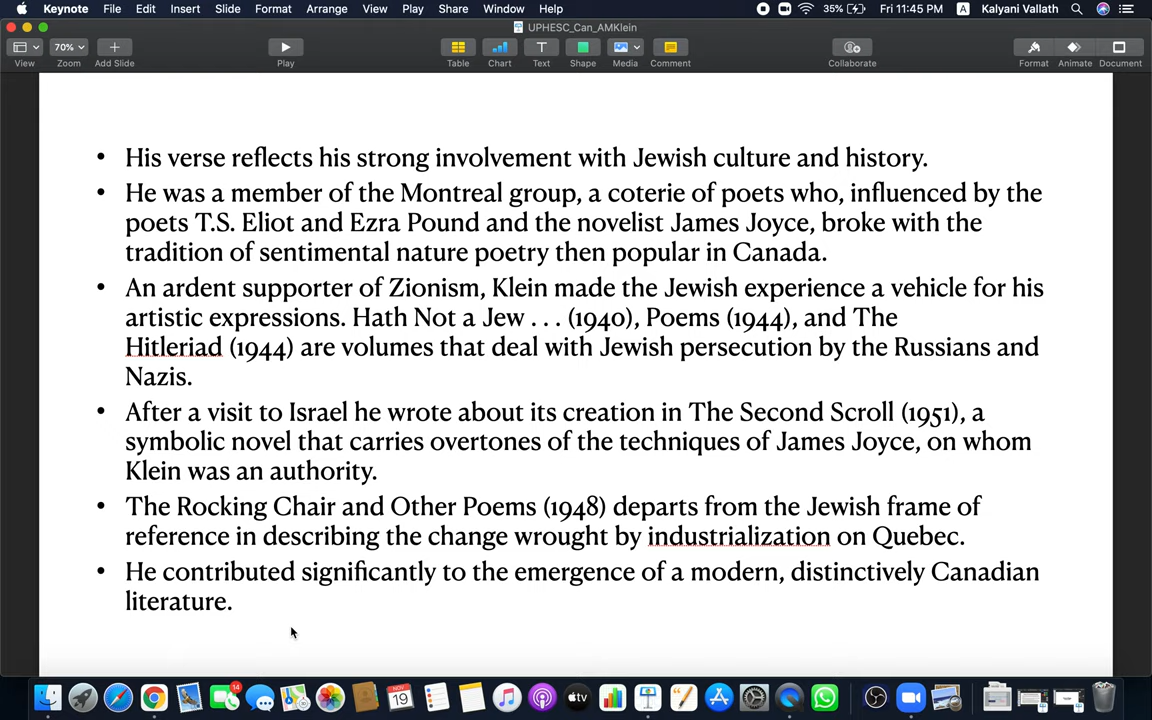 Keynote File Edit Insert Slide Format Arrange View Play Share Window Help 35% Fri 11:45 PM A Kalyani Vallath
UPHESC_Can_AMKlein
70%
View Zoom Add Slide Play Table Chart Text Shape Media Comment Collaborate Format Animate Document
• His verse reflects his strong involvement with Jewish culture and history.
• He was a member of the Montreal group, a coterie of poets who, influenced by the
poets T.S. Eliot and Ezra Pound and the novelist James Joyce, broke with the
tradition of sentimental nature poetry then popular in Canada.
• An ardent supporter of Zionism, Klein made the Jewish experience a vehicle for his
artistic expressions. Hath Not a Jew . . . (1940), Poems (1944), and The
Hitleriad (1944) are volumes that deal with Jewish persecution by the Russians and
Nazis.
• After a visit to Israel he wrote about its creation in The Second Scroll (1951), a
symbolic novel that carries overtones of the techniques of James Joyce, on whom
Klein was an authority.
• The Rocking Chair and Other Poems (1948) departs from the Jewish frame of
reference in describing the change wrought by industrialization on Quebec.
• He contributed significantly to the emergence of a modern, distinctively Canadian
literature.
14
NOV
19
tv